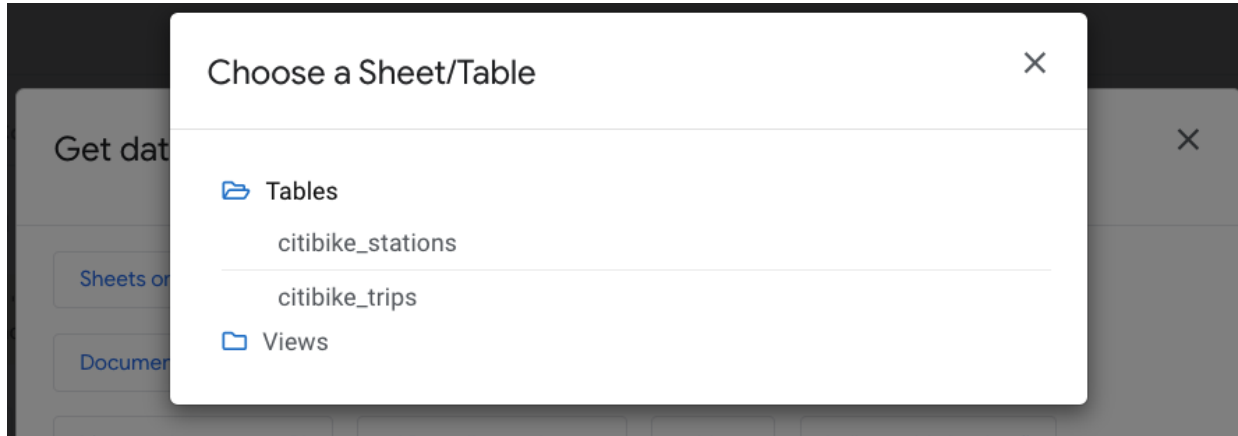 Choose a Sheet/Table
Get dat
Tables
citibike_stations
Sheets or
citibike_trips
Views
Documen